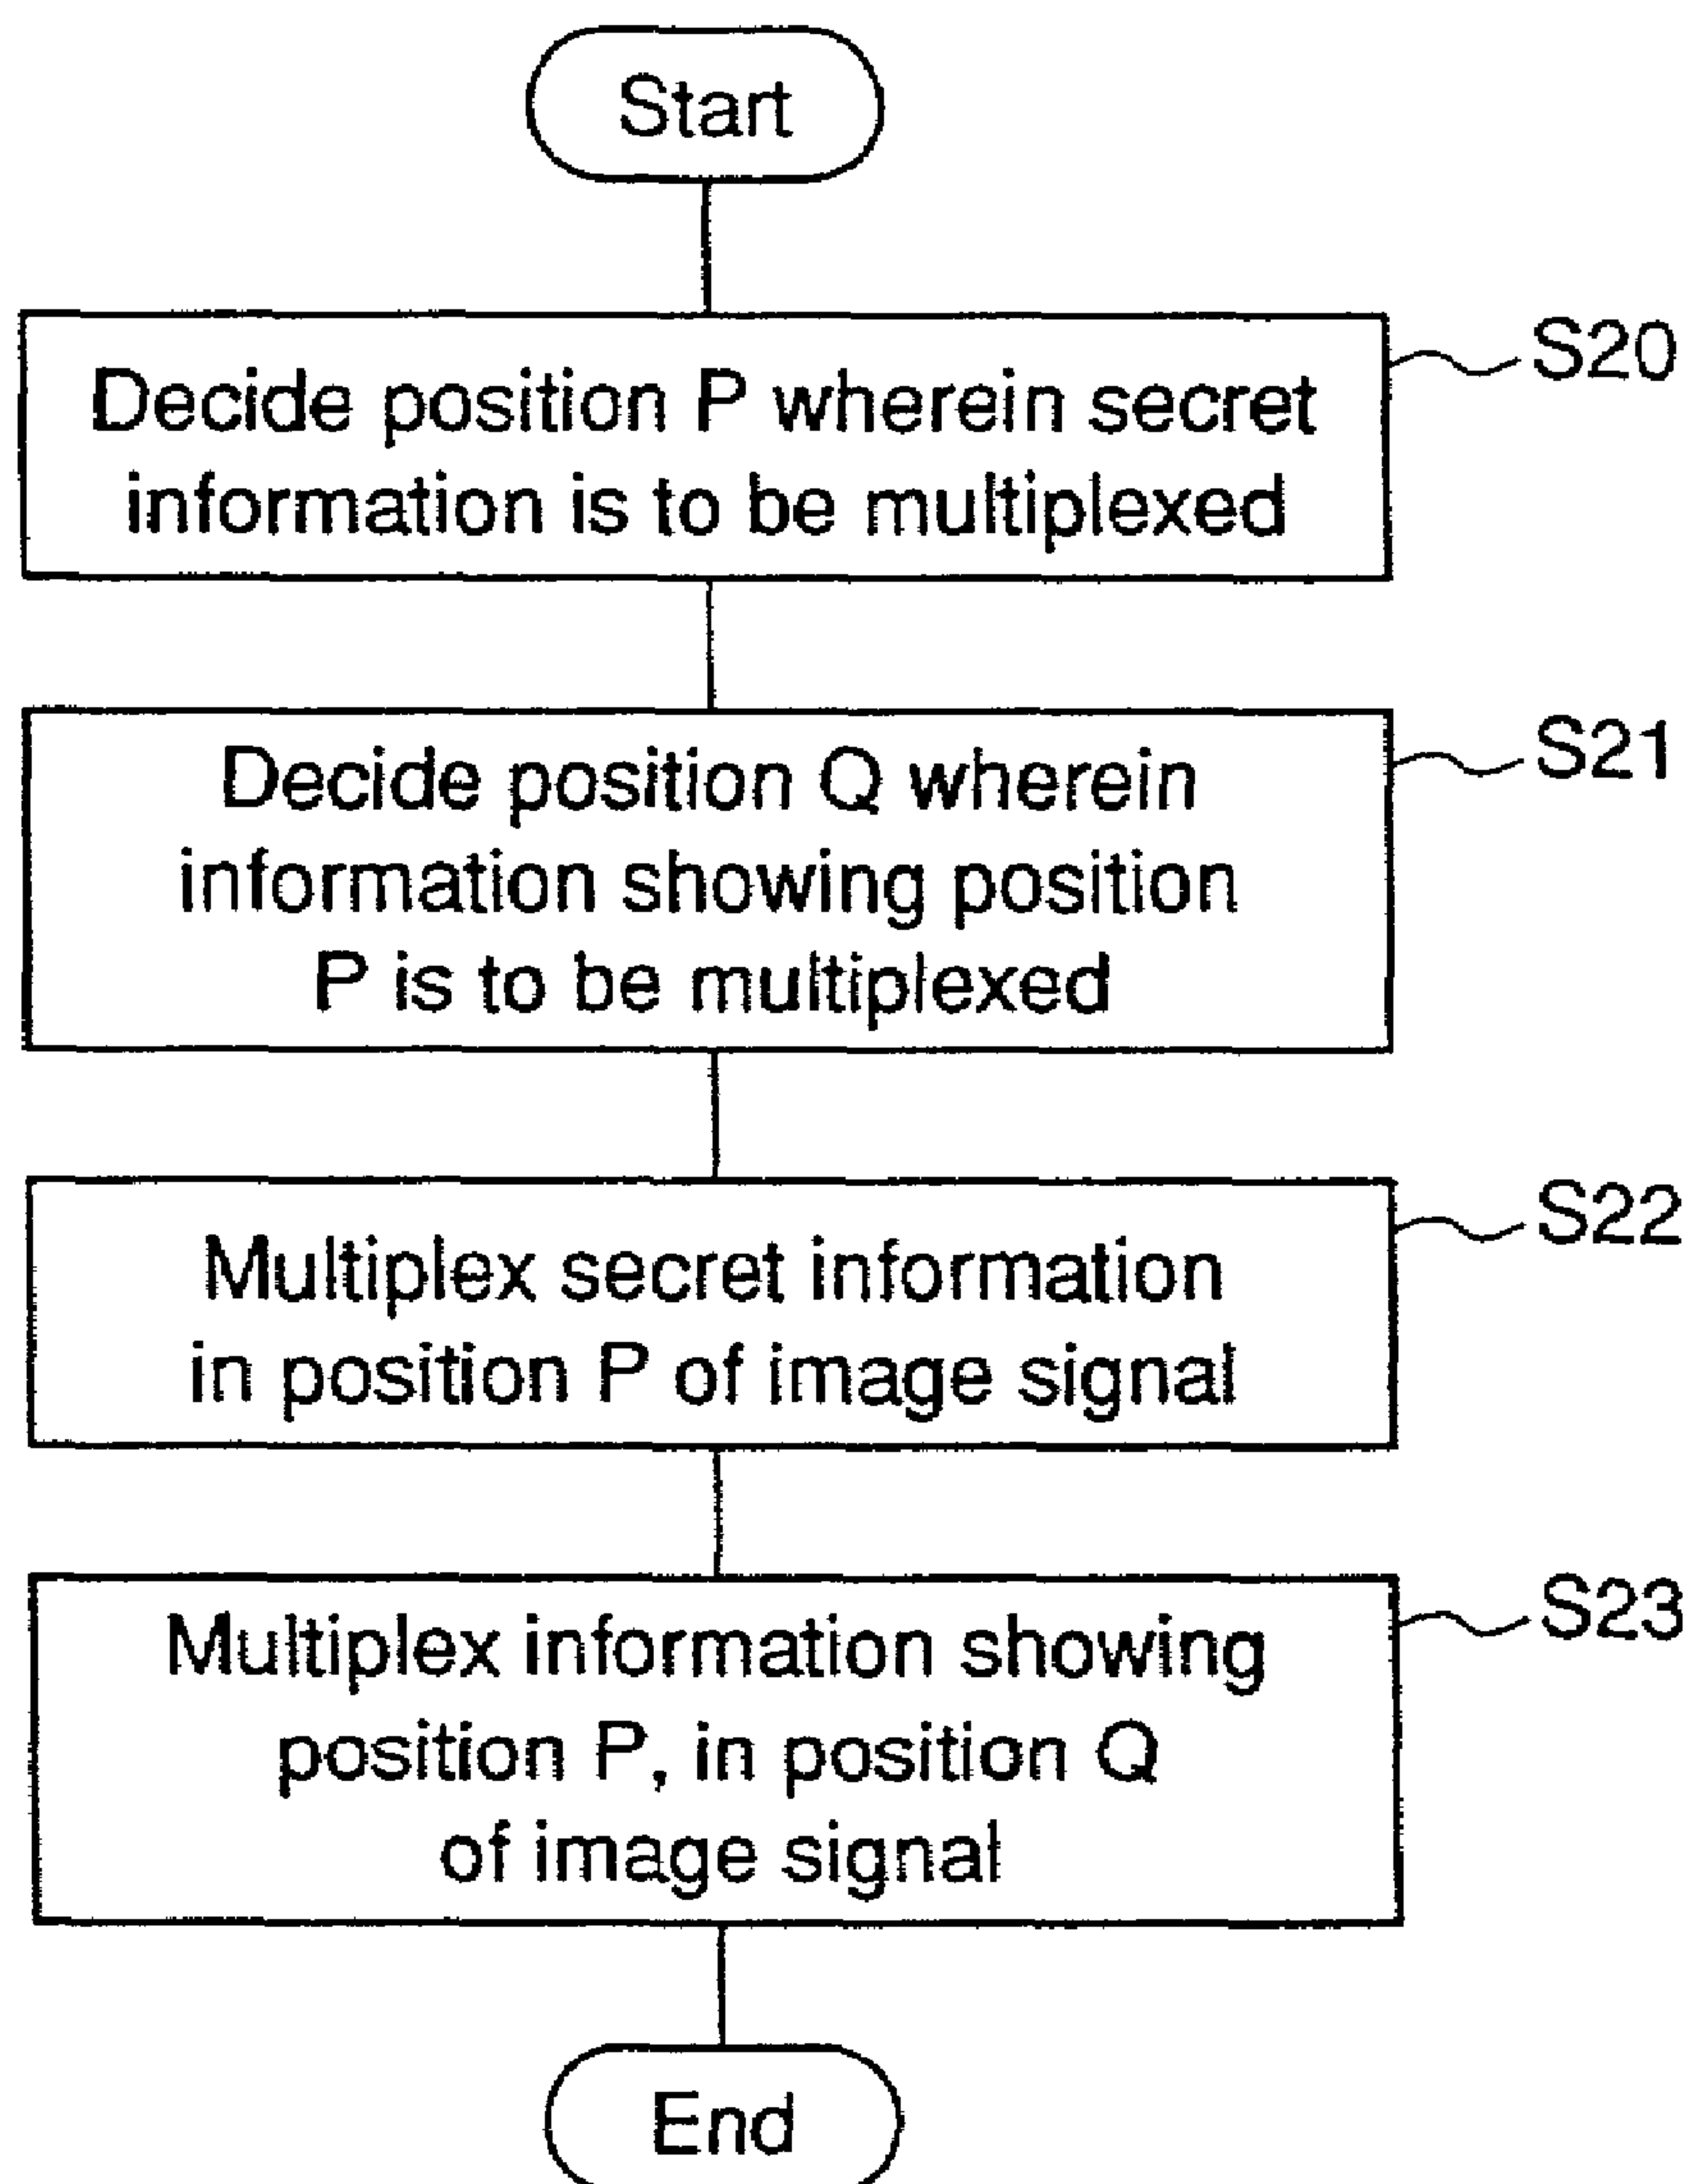 Start
S20
Decide position P wherein secret
information is to be multiplexed
S21
Decide position Q wherein
information showing position
P is to be multiplexed
S22
Multiplex secret information
in position P of image signal
S23
Multiplex information showing
position P, in position Q
of image signal
End